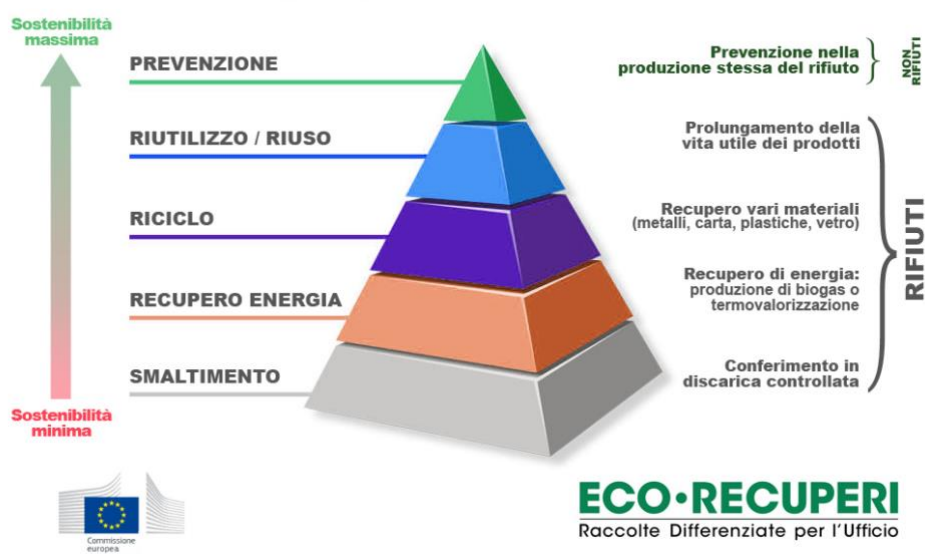 Sostenibilità
massima
PREVENZIONE
Prevenzione nella
produzione stessa del rifiuto
NON
RIFIUTI
RIUTILIZZO / RIUSO
Prolungamento della
vita utile dei prodotti
RICICLO
Recupero vari materiali
(metalli, carta, plastiche, vetro)
RECUPERO ENERGIA
Recupero di energia:
produzione di biogas o
termovalorizzazione
SMALTIMENTO
Conferimento in
discarica controllata
RIFIUTI
Sostenibilità
minima
Commissione
europea
ECO•RECUPERI
Raccolte Differenziate per l'Ufficio